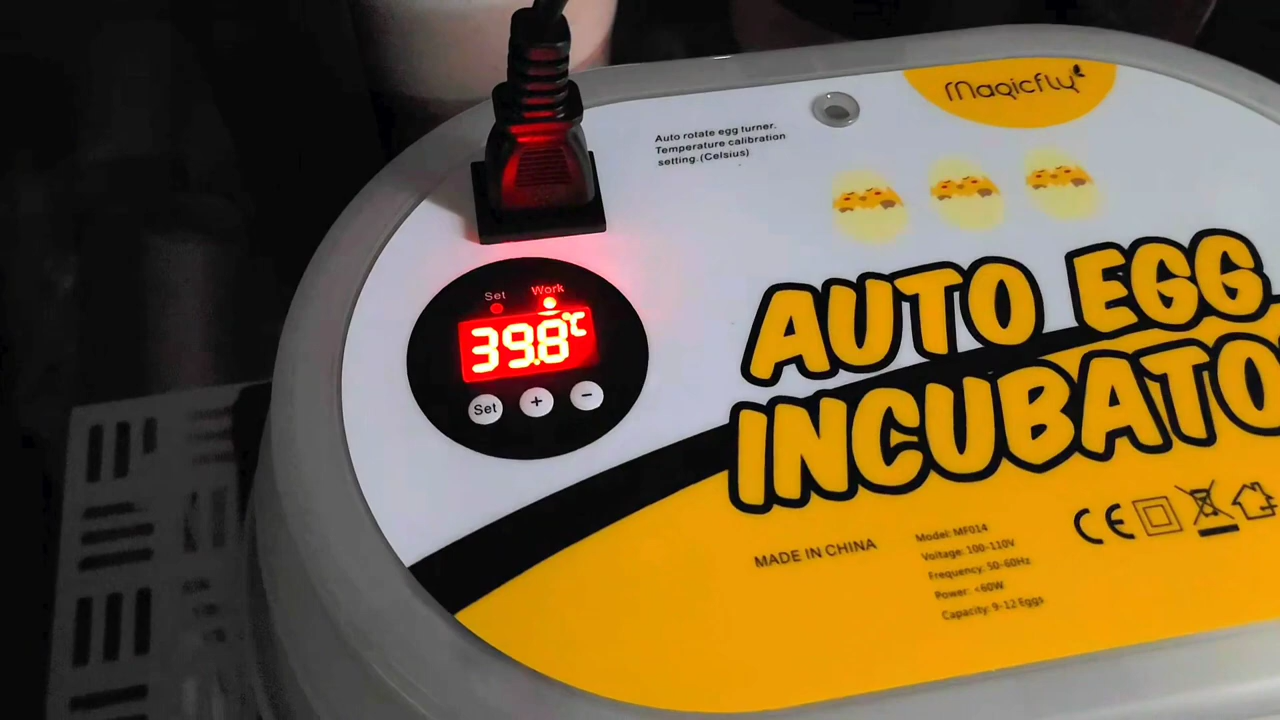 magicfly
Auto rotate egg turner.
Temperature calibration
setting.(Celsius)
Set Work
39.8°C
Set + -
AUTO EGG
INCUBATO
MADE IN CHINA
Model: MF014
Voltage: 100-110V
Frequency: 50-60Hz
Power: <60W
Capacity: 9-12 Eggs
CE